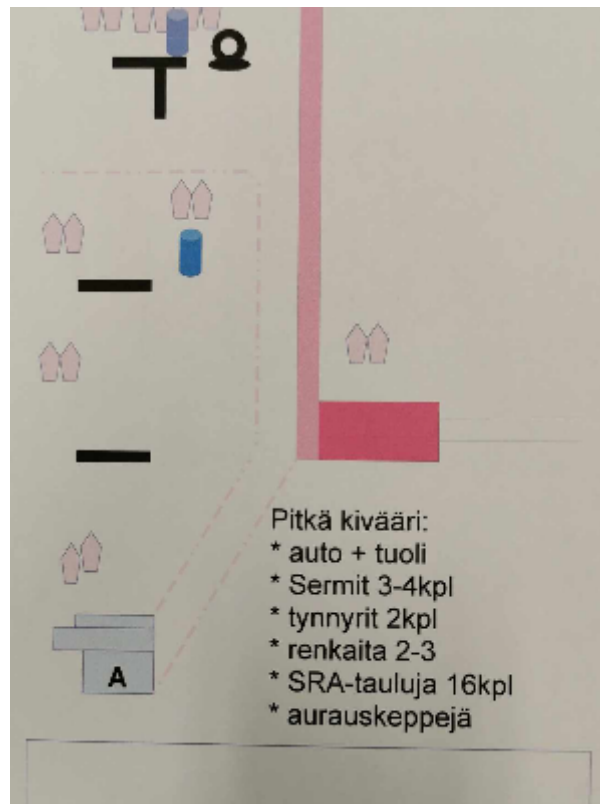 Pitkä kivääri:
* auto + tuoli
* Sermit 3-4kpl
* tynnyrit 2kpl
* renkaita 2-3
* SRA-tauluja 16kpl
* aurauskeppejä
A